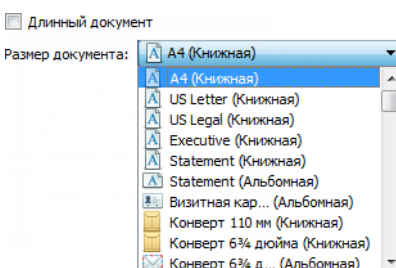 Длинный документ
Размер документа: A4 (Книжная)
A4 (Книжная)
US Letter (Книжная)
US Legal (Книжная)
Executive (Книжная)
Statement (Книжная)
Statement (Альбомная)
Визитная кар... (Альбомная)
Конверт 110 мм (Книжная)
Конверт 6¾ дюйма (Книжная)
Конверт 6¾ д... (Альбомная)